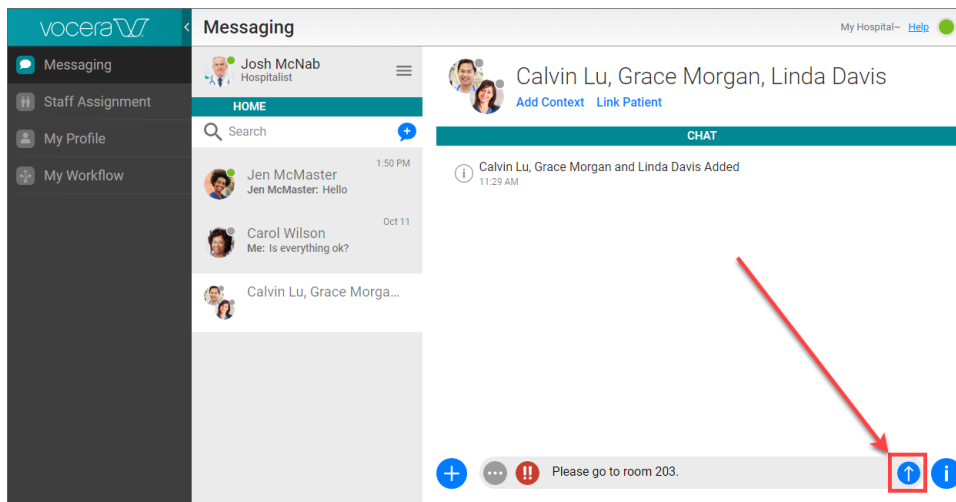 vocera
Messaging
My Hospital~ Help
Messaging
Staff Assignment
My Profile
My Workflow
Josh McNab
Hospitalist
HOME
Search
1:50 PM
Jen McMaster
Jen McMaster: Hello
Oct 11
Carol Wilson
Me: Is everything ok?
Calvin Lu, Grace Morga...
Calvin Lu, Grace Morgan, Linda Davis
Add Context Link Patient
CHAT
Calvin Lu, Grace Morgan and Linda Davis Added
11:29 AM
Please go to room 203.